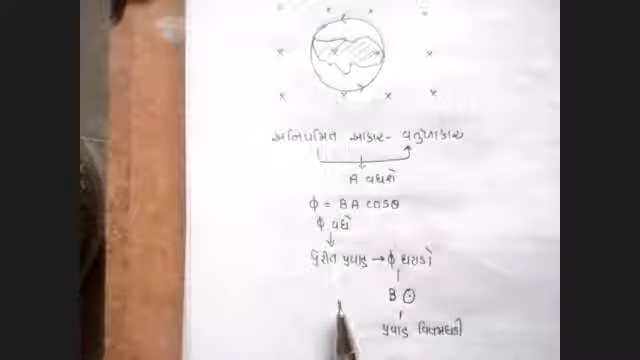 અનિયમિત આકાર - વર્તુળાકાર
A વધશે
ϕ = BA cosθ
ϕ વધે
પ્રેરીત પ્રવાહ → ϕ ઘટાડો
B ⊙
પ્રવાહ વિષમઘડી